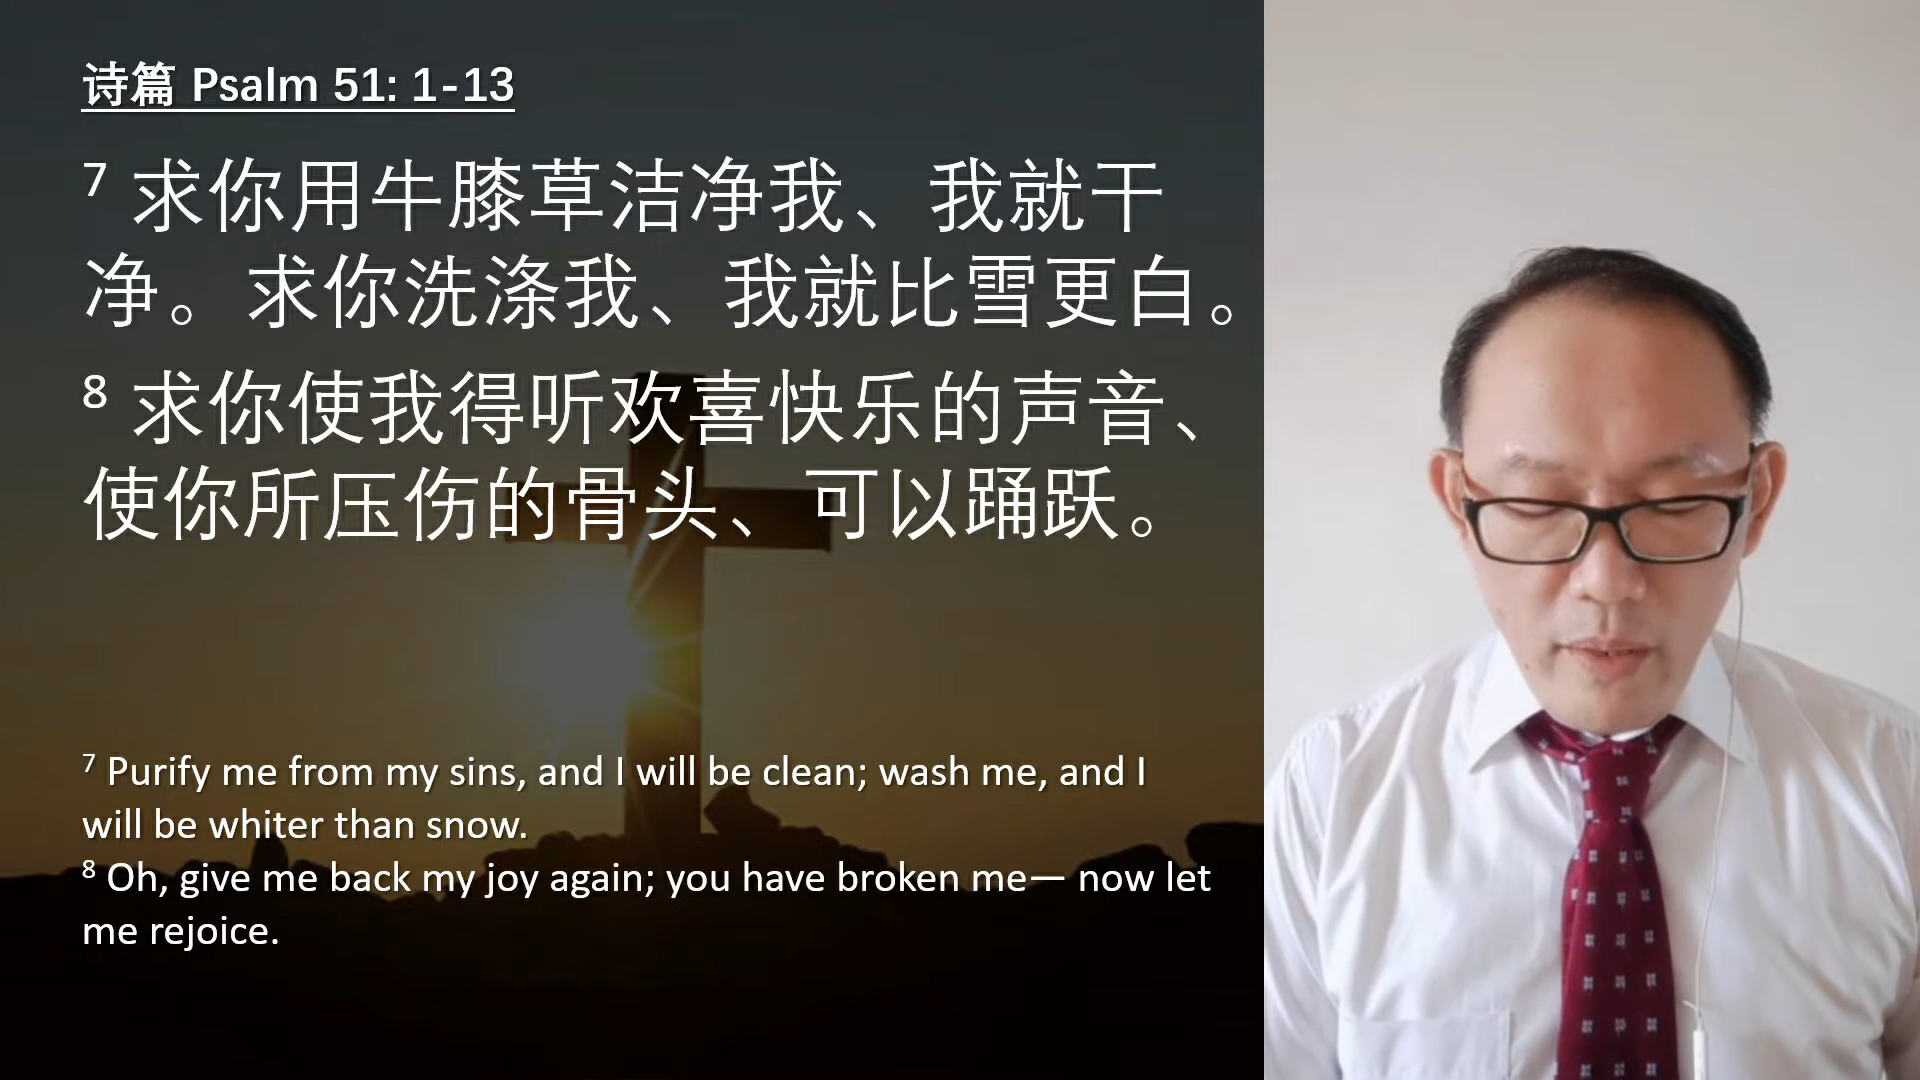 诗篇 Psalm 51: 1-13
7 求你用牛膝草洁净我、我就干
净。求你洗涤我、我就比雪更白。
8 求你使我得听欢喜快乐的声音、
使你所压伤的骨头、可以踊跃。
7 Purify me from my sins, and I will be clean; wash me, and I
will be whiter than snow.
8 Oh, give me back my joy again; you have broken me— now let
me rejoice.